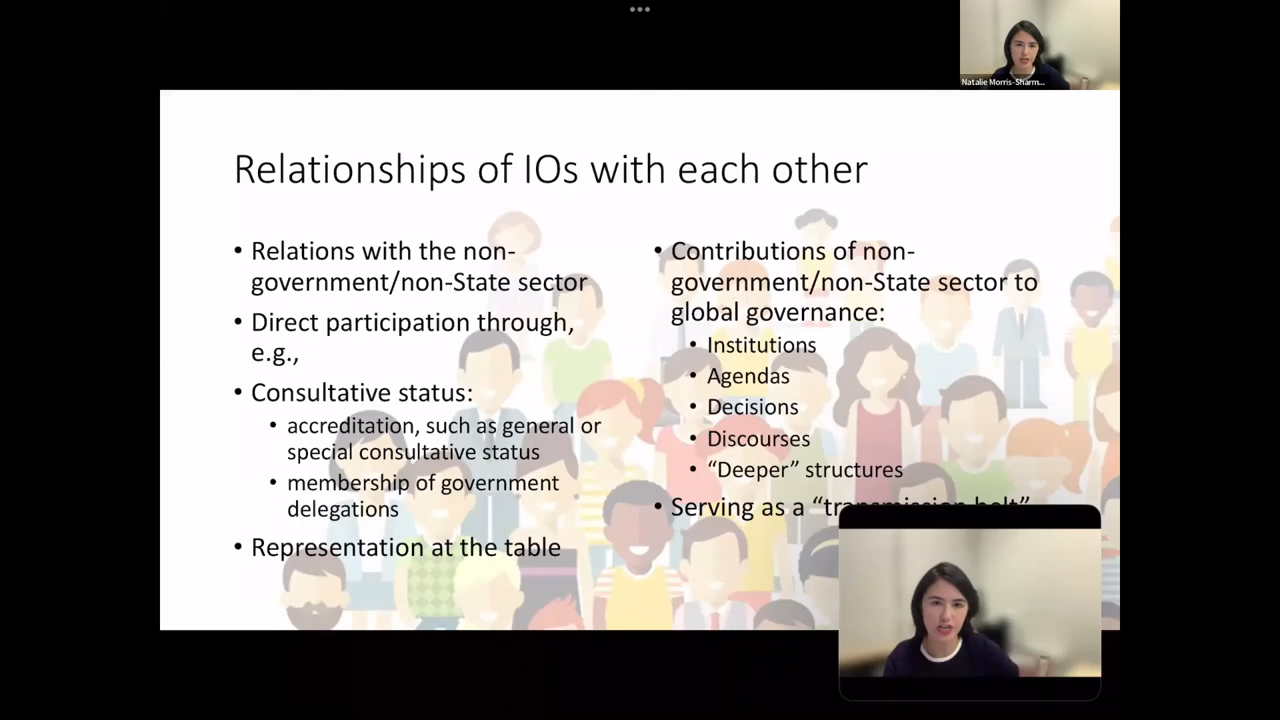 Natalie Morris-Sharm...
Relationships of IOs with each other
• Relations with the non-
government/non-State sector
• Direct participation through,
e.g.,
• Consultative status:
• accreditation, such as general or
special consultative status
• membership of government
delegations
• Representation at the table
• Contributions of non-
government/non-State sector to
global governance:
• Institutions
• Agendas
• Decisions
• Discourses
• “Deeper” structures
• Serving as a “transmission belt”